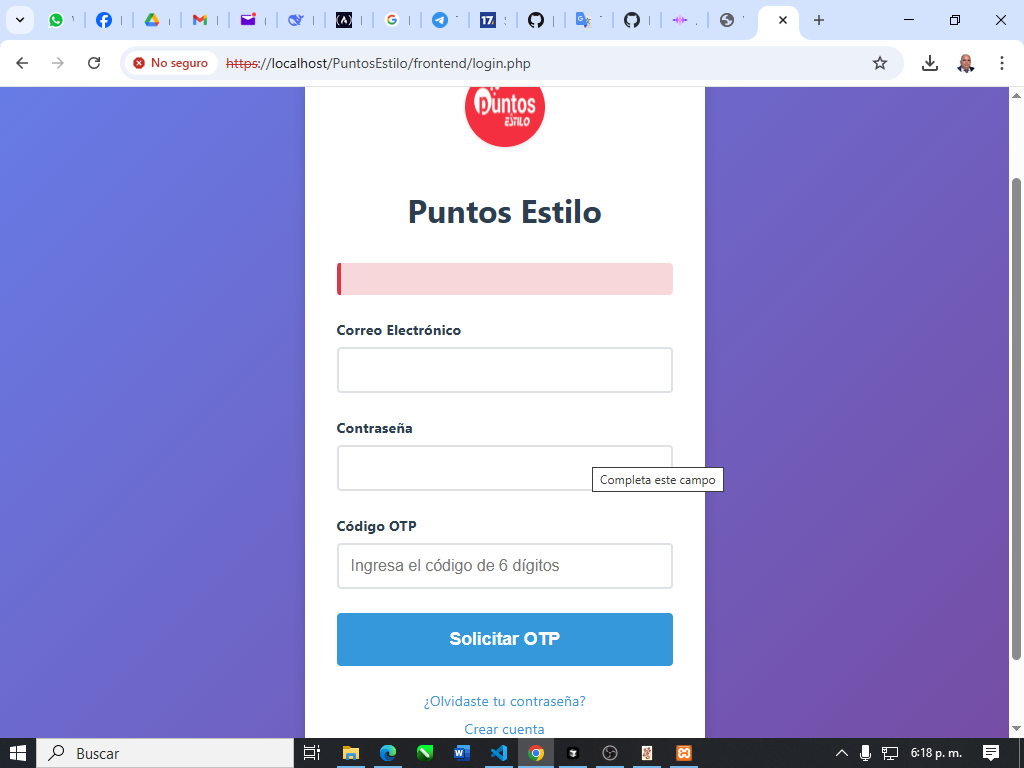 No seguro
https://localhost/PuntosEstilo/frontend/login.php
puntos
ESTILO
Puntos Estilo
Correo Electrónico
Contraseña
Completa este campo
Código OTP
Ingresa el código de 6 dígitos
Solicitar OTP
¿Olvidaste tu contraseña?
Crear cuenta
Buscar
6:18 p. m.